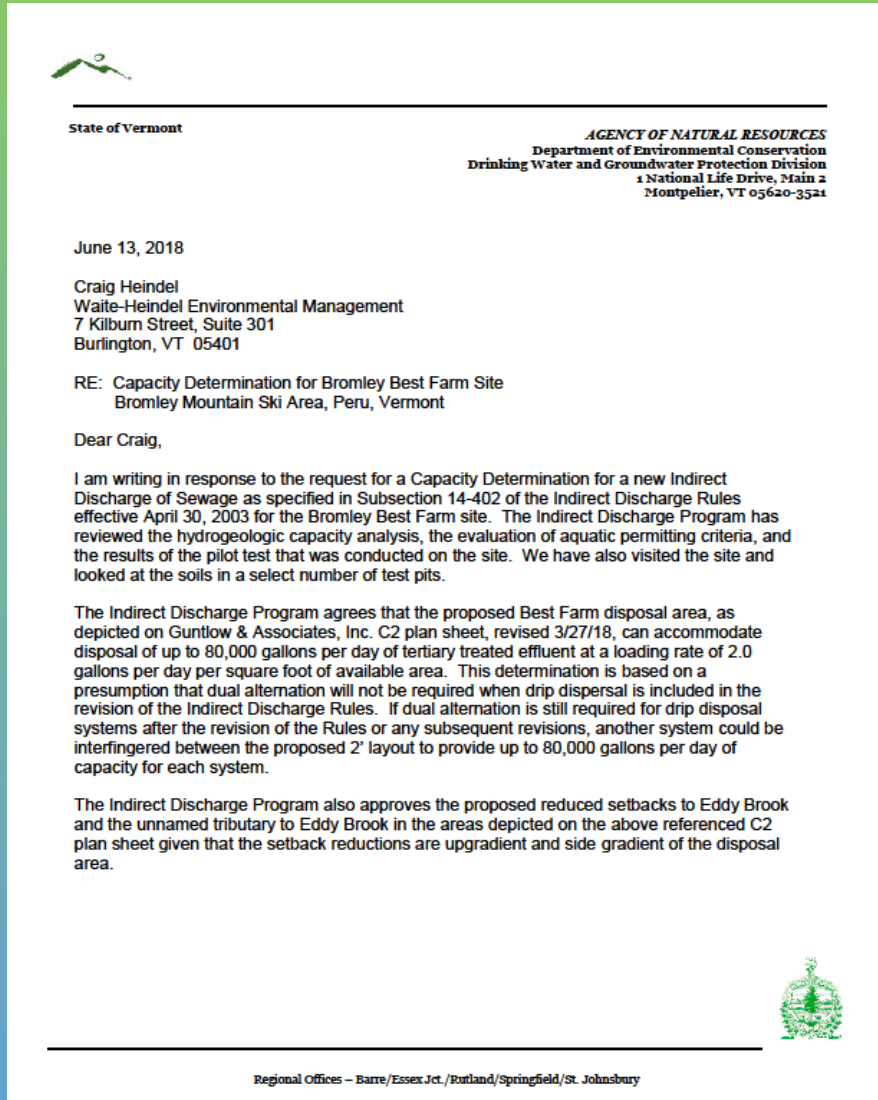 State of Vermont
AGENCY OF NATURAL RESOURCES
Department of Environmental Conservation
Drinking Water and Groundwater Protection Division
1 National Life Drive, Main 2
Montpelier, VT 05620-3521
June 13, 2018
Craig Heindel
Waite-Heindel Environmental Management
7 Kilburn Street, Suite 301
Burlington, VT 05401
RE: Capacity Determination for Bromley Best Farm Site
Bromley Mountain Ski Area, Peru, Vermont
Dear Craig,
I am writing in response to the request for a Capacity Determination for a new Indirect
Discharge of Sewage as specified in Subsection 14-402 of the Indirect Discharge Rules
effective April 30, 2003 for the Bromley Best Farm site. The Indirect Discharge Program has
reviewed the hydrogeologic capacity analysis, the evaluation of aquatic permitting criteria, and
the results of the pilot test that was conducted on the site. We have also visited the site and
looked at the soils in a select number of test pits.
The Indirect Discharge Program agrees that the proposed Best Farm disposal area, as
depicted on Guntlow & Associates, Inc. C2 plan sheet, revised 3/27/18, can accommodate
disposal of up to 80,000 gallons per day of tertiary treated effluent at a loading rate of 2.0
gallons per day per square foot of available area. This determination is based on a
presumption that dual alternation will not be required when drip dispersal is included in the
revision of the Indirect Discharge Rules. If dual alternation is still required for drip disposal
systems after the revision of the Rules or any subsequent revisions, another system could be
interfingered between the proposed 2' layout to provide up to 80,000 gallons per day of
capacity for each system.
The Indirect Discharge Program also approves the proposed reduced setbacks to Eddy Brook
and the unnamed tributary to Eddy Brook in the areas depicted on the above referenced C2
plan sheet given that the setback reductions are upgradient and side gradient of the disposal
area.
Regional Offices – Barre/Essex Jct./Rutland/Springfield/St. Johnsbury